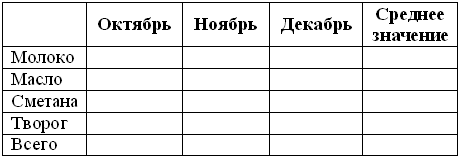 Октябрь Ноябрь Декабрь Среднее значение
Молоко
Масло
Сметана
Творог
Всего